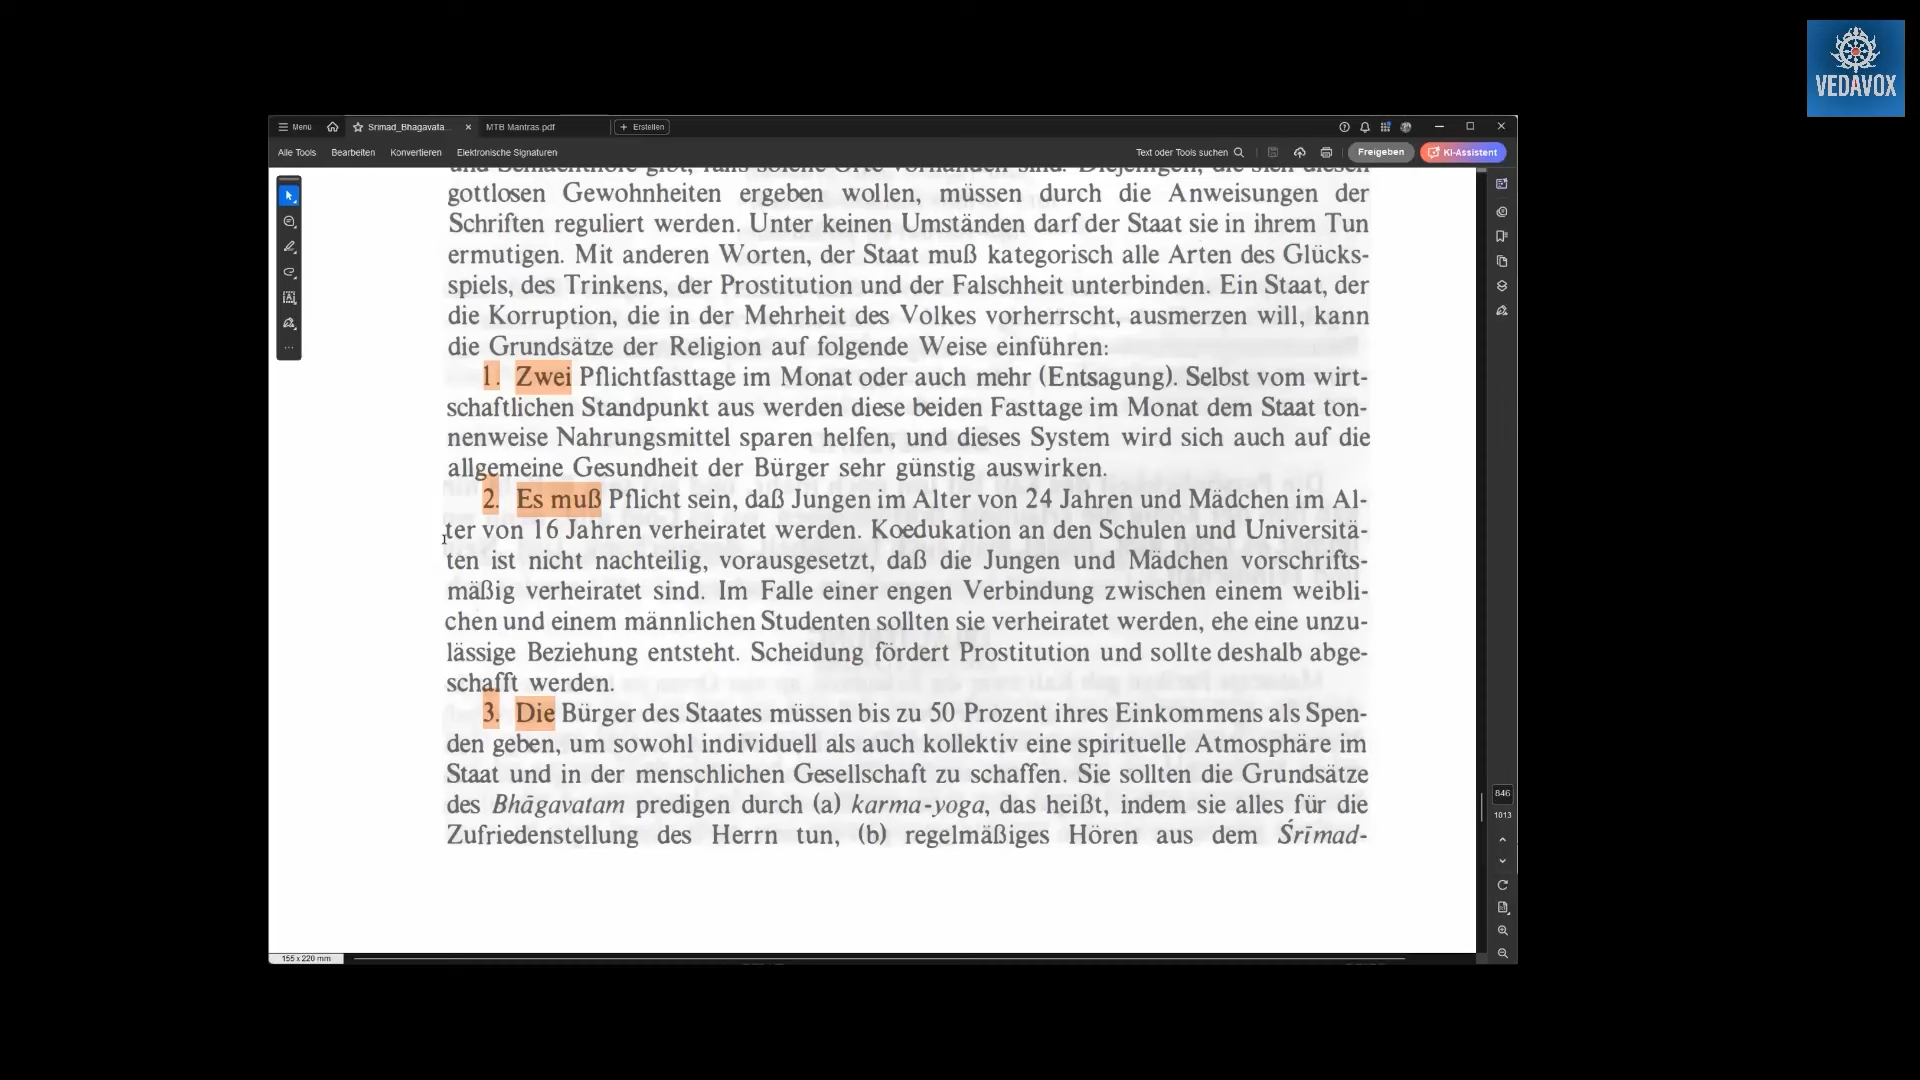 VEDAVOX
Menü
Srimad_Bhagavata...
MTB Mantras.pdf
Erstellen
Alle Tools
Bearbeiten
Konvertieren
Elektronische Signaturen
Text oder Tools suchen
Freigeben
KI-Assistent
und Schlachthöfe gibt, falls solche Orte vorhanden sind. Diejenigen, die sich diesen
gottlosen Gewohnheiten ergeben wollen, müssen durch die Anweisungen der
Schriften reguliert werden. Unter keinen Umständen darf der Staat sie in ihrem Tun
ermutigen. Mit anderen Worten, der Staat muß kategorisch alle Arten des Glücks-
spiels, des Trinkens, der Prostitution und der Falschheit unterbinden. Ein Staat, der
die Korruption, die in der Mehrheit des Volkes vorherrscht, ausmerzen will, kann
die Grundsätze der Religion auf folgende Weise einführen:
1. Zwei Pflichtfasttage im Monat oder auch mehr (Entsagung). Selbst vom wirt-
schaftlichen Standpunkt aus werden diese beiden Fasttage im Monat dem Staat ton-
nenweise Nahrungsmittel sparen helfen, und dieses System wird sich auch auf die
allgemeine Gesundheit der Bürger sehr günstig auswirken.
2. Es muß Pflicht sein, daß Jungen im Alter von 24 Jahren und Mädchen im Al-
ter von 16 Jahren verheiratet werden. Koedukation an den Schulen und Universitä-
ten ist nicht nachteilig, vorausgesetzt, daß die Jungen und Mädchen vorschrifts-
mäßig verheiratet sind. Im Falle einer engen Verbindung zwischen einem weibli-
chen und einem männlichen Studenten sollten sie verheiratet werden, ehe eine unzu-
lässige Beziehung entsteht. Scheidung fördert Prostitution und sollte deshalb abge-
schafft werden.
3. Die Bürger des Staates müssen bis zu 50 Prozent ihres Einkommens als Spen-
den geben, um sowohl individuell als auch kollektiv eine spirituelle Atmosphäre im
Staat und in der menschlichen Gesellschaft zu schaffen. Sie sollten die Grundsätze
des Bhāgavatam predigen durch (a) karma-yoga, das heißt, indem sie alles für die
Zufriedenstellung des Herrn tun, (b) regelmäßiges Hören aus dem Śrīmad-
846
1013
155 x 220 mm